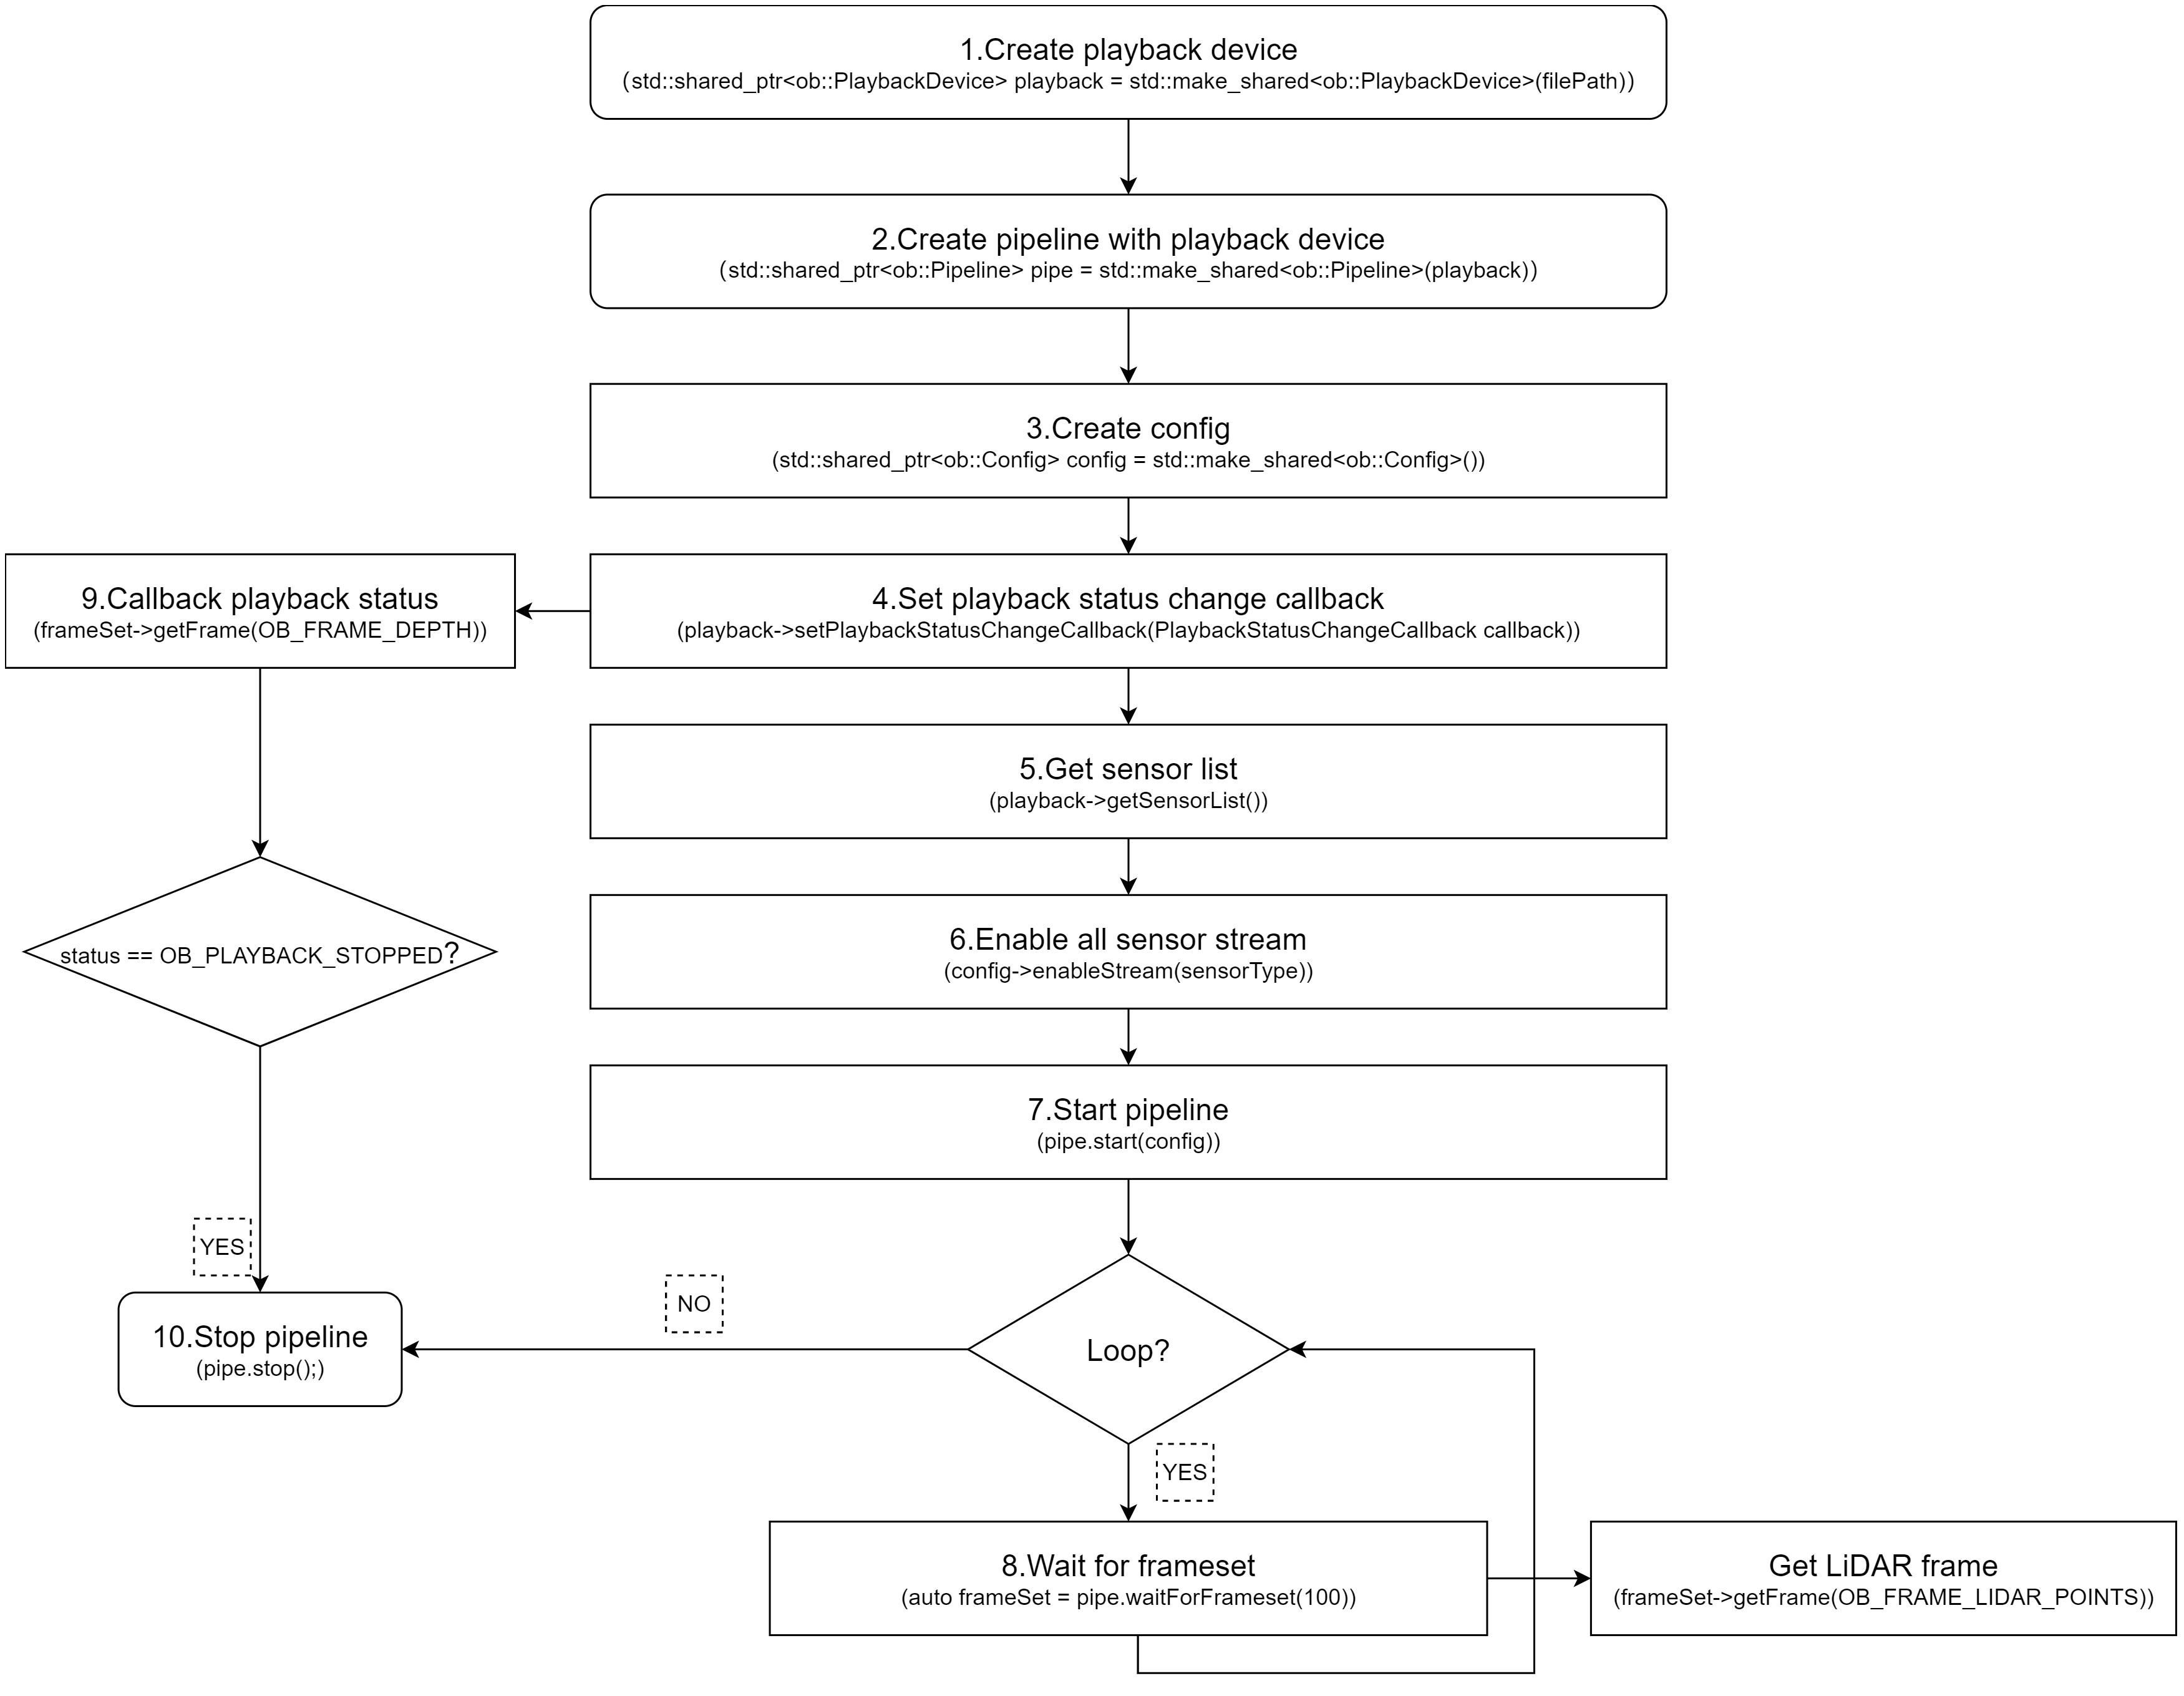 1.Create playback device
(std::shared_ptr<ob::PlaybackDevice> playback = std::make_shared<ob::PlaybackDevice>(filePath))
2.Create pipeline with playback device
(std::shared_ptr<ob::Pipeline> pipe = std::make_shared<ob::Pipeline>(playback))
3.Create config
(std::shared_ptr<ob::Config> config = std::make_shared<ob::Config>())
4.Set playback status change callback
(playback->setPlaybackStatusChangeCallback(PlaybackStatusChangeCallback callback))
9.Callback playback status
(frameSet->getFrame(OB_FRAME_DEPTH))
5.Get sensor list
(playback->getSensorList())
6.Enable all sensor stream
(config->enableStream(sensorType))
status == OB_PLAYBACK_STOPPED?
7.Start pipeline
(pipe.start(config))
YES
NO
10.Stop pipeline
(pipe.stop();)
Loop?
YES
8.Wait for frameset
(auto frameSet = pipe.waitForFrameset(100))
Get LiDAR frame
(frameSet->getFrame(OB_FRAME_LIDAR_POINTS))